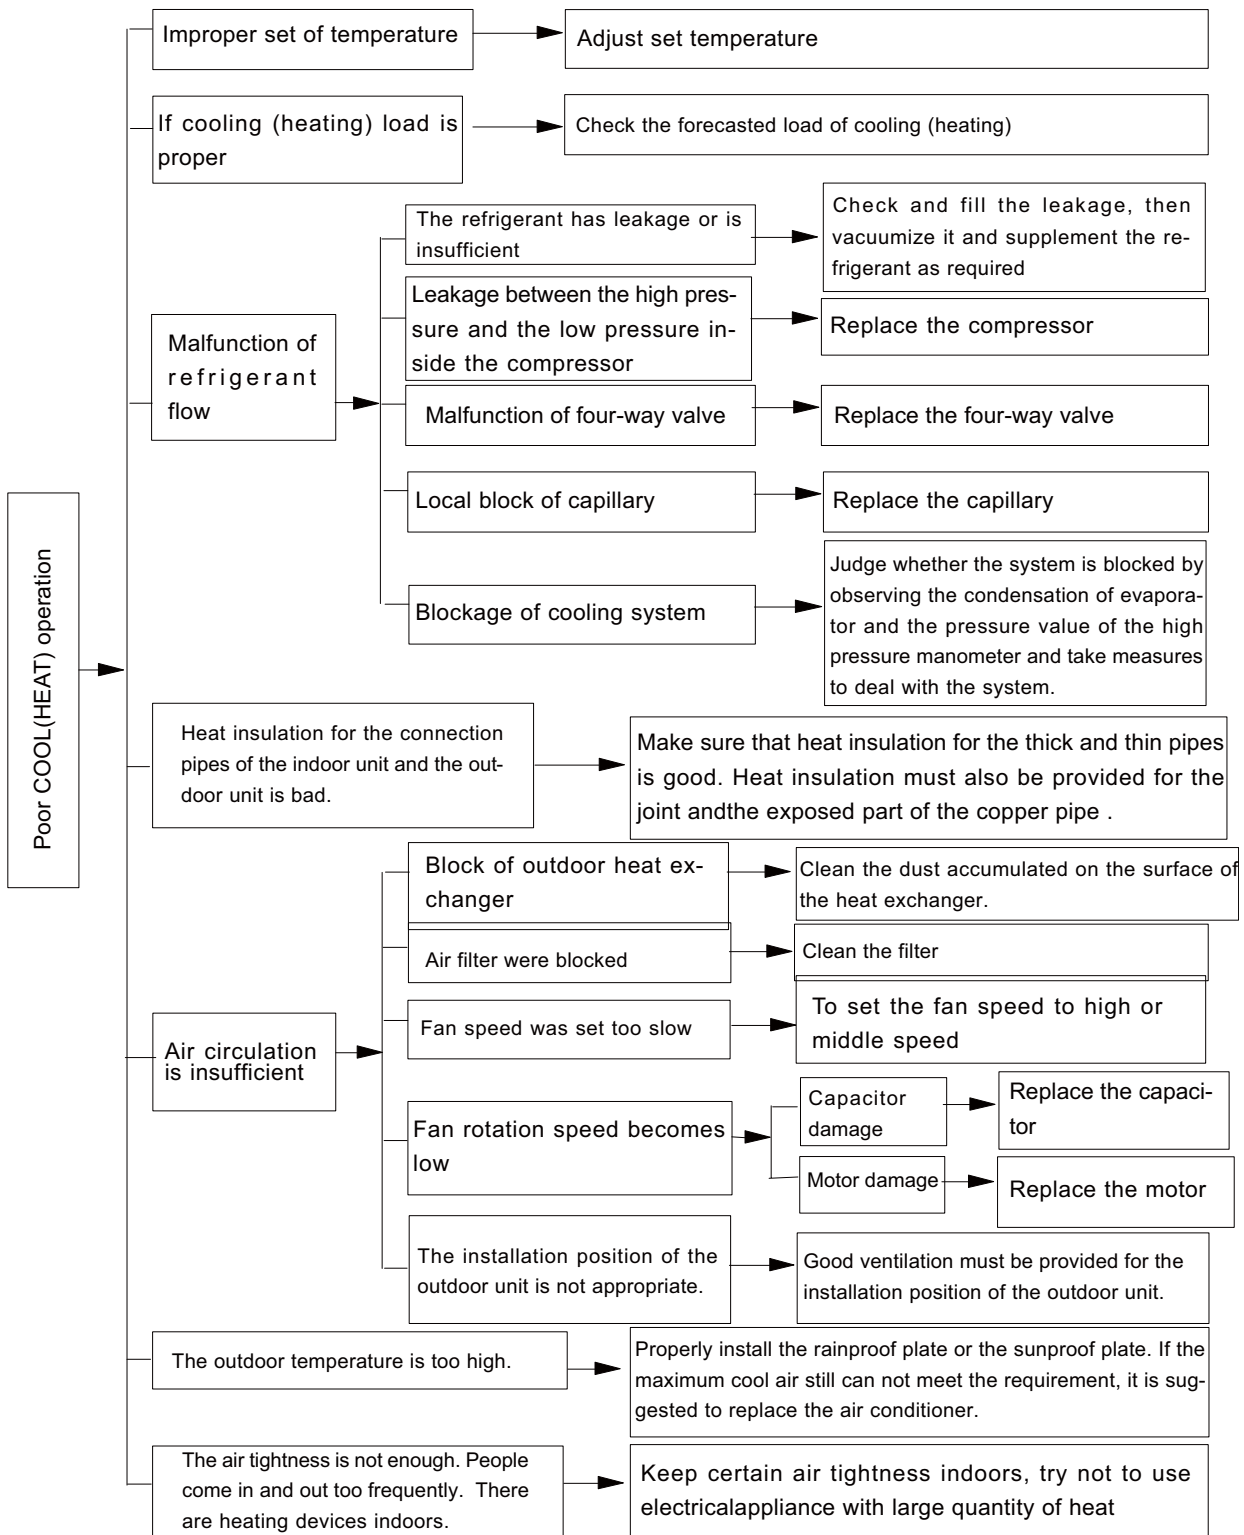 Improper set of temperature
Adjust set temperature
If cooling (heating) load is
proper
Check the forecasted load of cooling (heating)
The refrigerant has leakage or is
insufficient
Check and fill the leakage, then
vacuumize it and supplement the re-
frigerant as required
Leakage between the high pres-
sure and the low pressure in-
side the compressor
Replace the compressor
Malfunction of
refrigerant
flow
Malfunction of four-way valve
Replace the four-way valve
Local block of capillary
Replace the capillary
Blockage of cooling system
Judge whether the system is blocked by
observing the condensation of evapora-
tor and the pressure value of the high
pressure manometer and take measures
to deal with the system.
Poor COOL(HEAT) operation
Heat insulation for the connection
pipes of the indoor unit and the out-
door unit is bad.
Make sure that heat insulation for the thick and thin pipes
is good. Heat insulation must also be provided for the
joint andthe exposed part of the copper pipe .
Block of outdoor heat ex-
changer
Clean the dust accumulated on the surface of
the heat exchanger.
Air filter were blocked
Clean the filter
Fan speed was set too slow
To set the fan speed to high or
middle speed
Air circulation
is insufficient
Fan rotation speed becomes
low
Capacitor
damage
Replace the capaci-
tor
Motor damage
Replace the motor
The installation position of the
outdoor unit is not appropriate.
Good ventilation must be provided for the
installation position of the outdoor unit.
The outdoor temperature is too high.
Properly install the rainproof plate or the sunproof plate. If the
maximum cool air still can not meet the requirement, it is sug-
gested to replace the air conditioner.
The air tightness is not enough. People
come in and out too frequently. There
are heating devices indoors.
Keep certain air tightness indoors, try not to use
electricalappliance with large quantity of heat